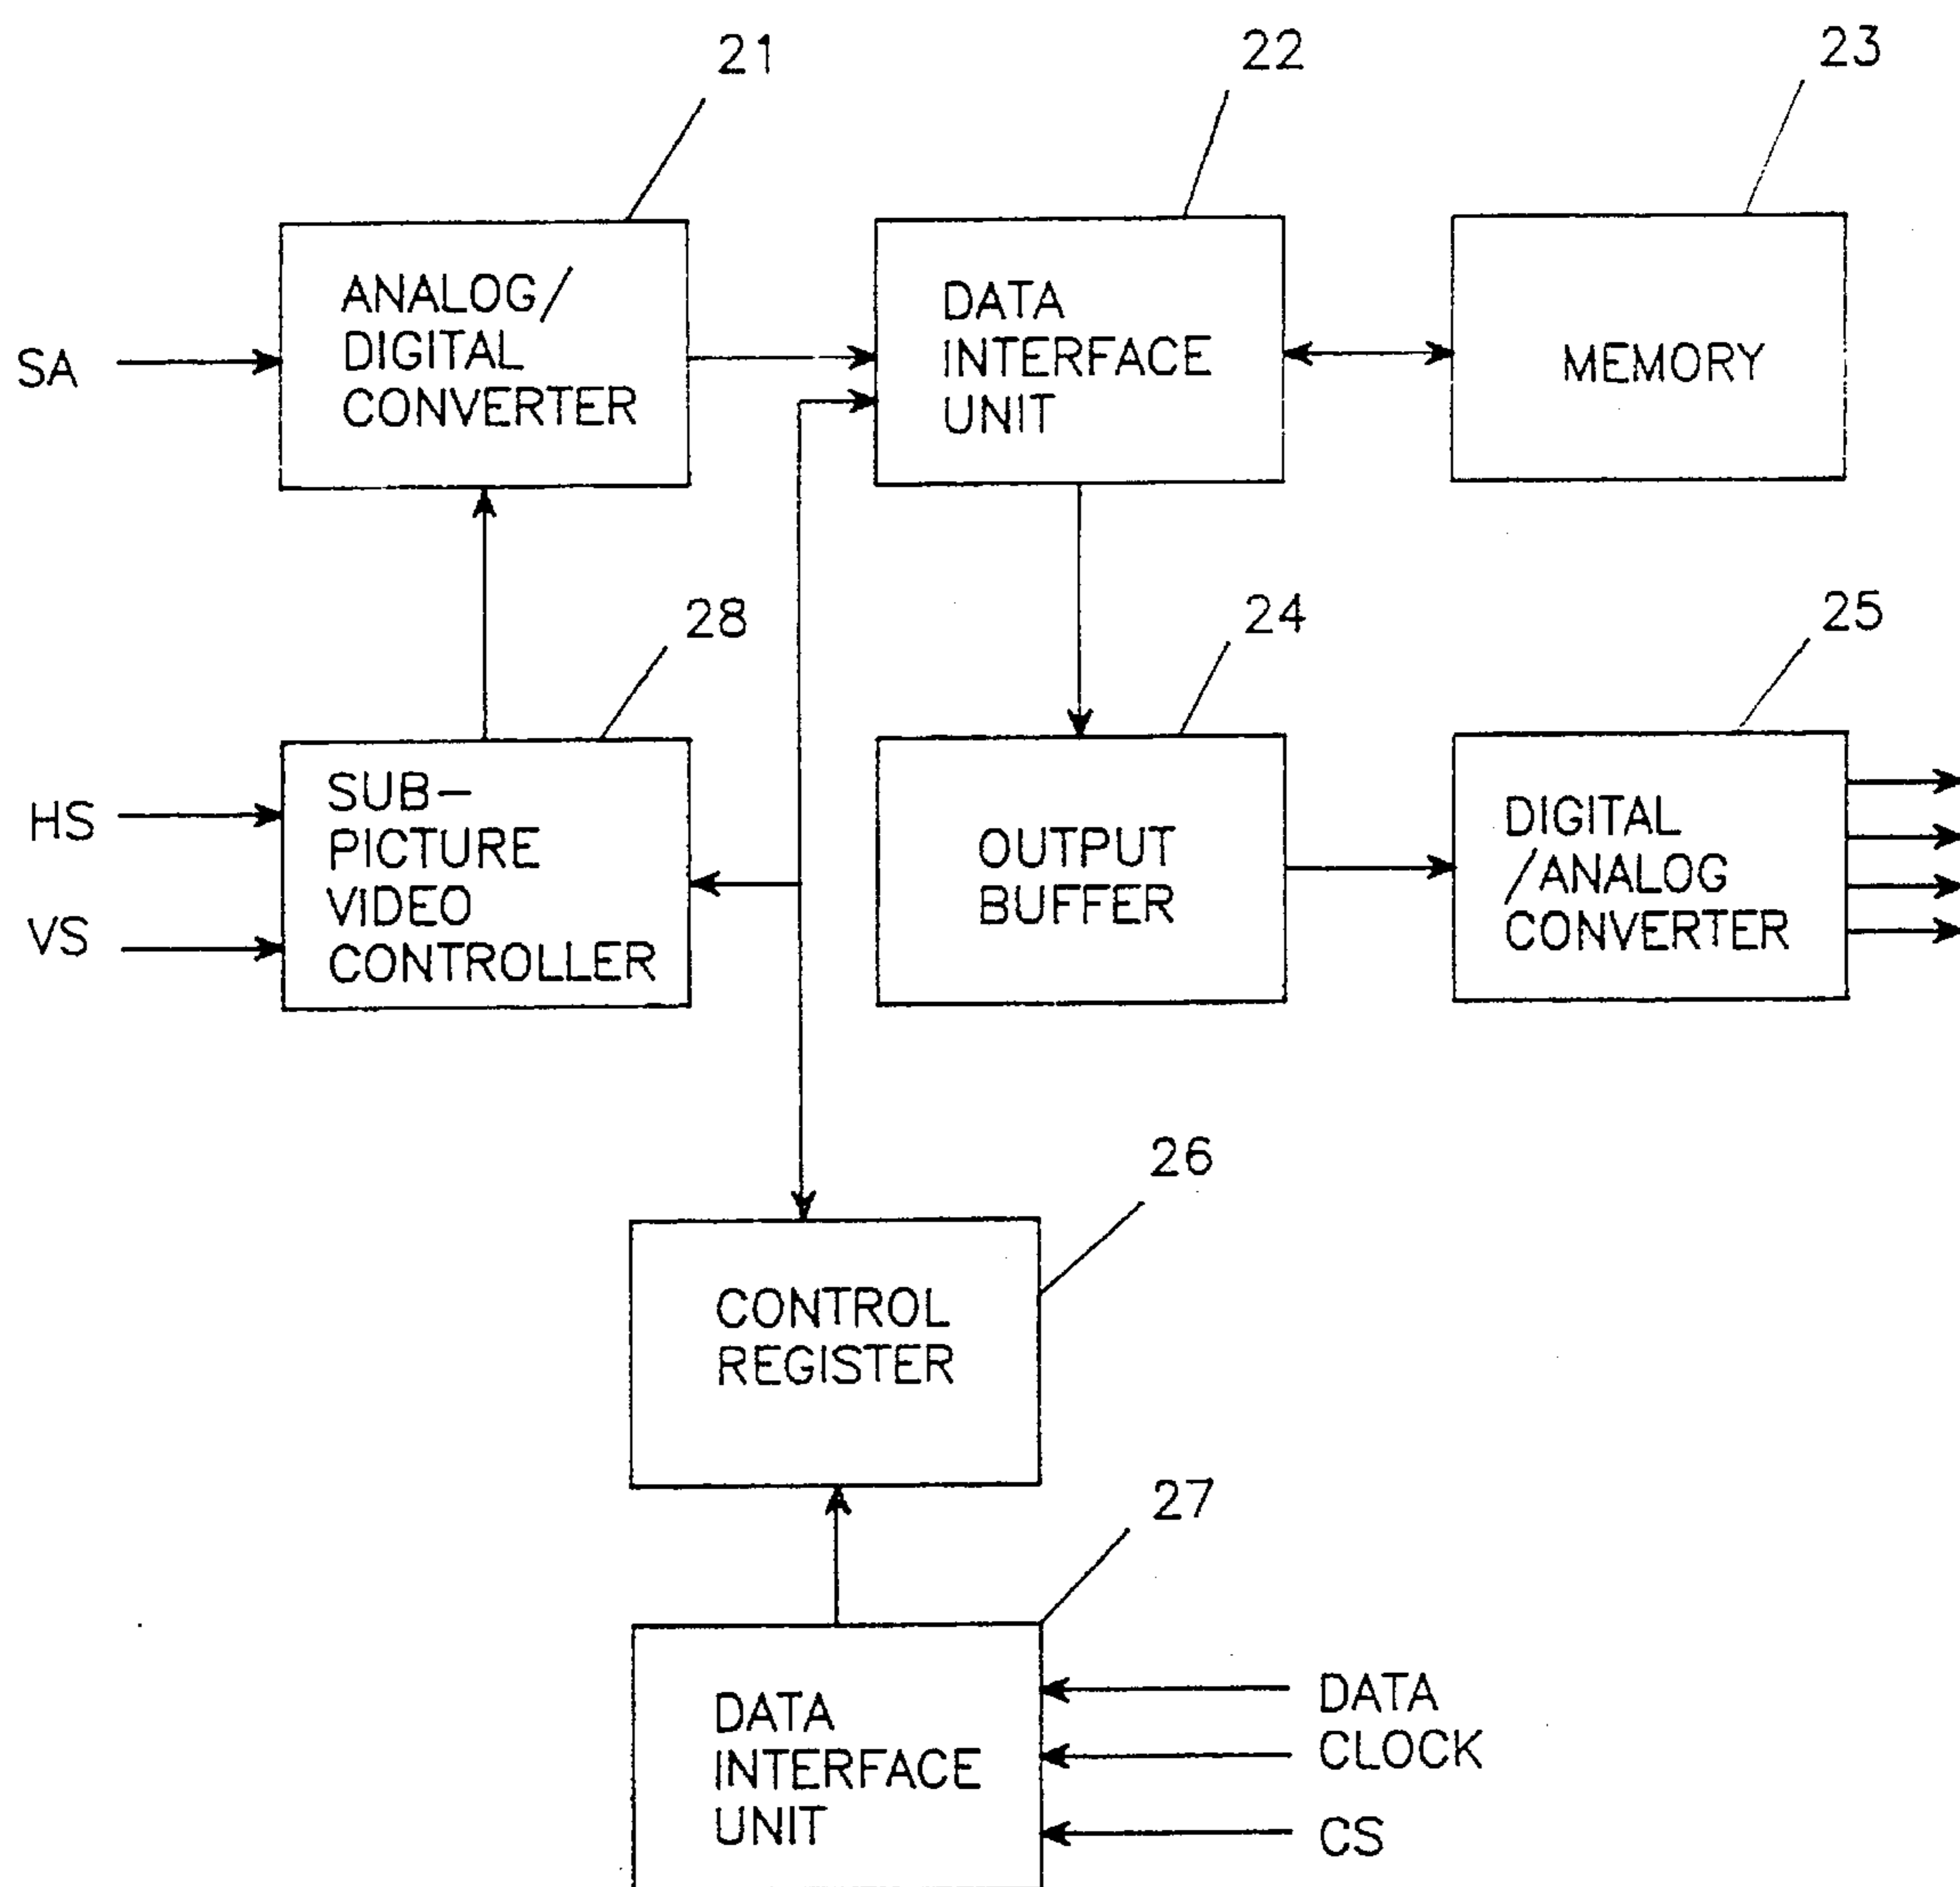 21
22
23
ANALOG/
DIGITAL
CONVERTER
DATA
INTERFACE
UNIT
MEMORY
SA
28
24
25
HS
VS
SUB-
PICTURE
VIDEO
CONTROLLER
OUTPUT
BUFFER
DIGITAL
/ANALOG
CONVERTER
26
CONTROL
REGISTER
27
DATA
INTERFACE
UNIT
DATA
CLOCK
CS